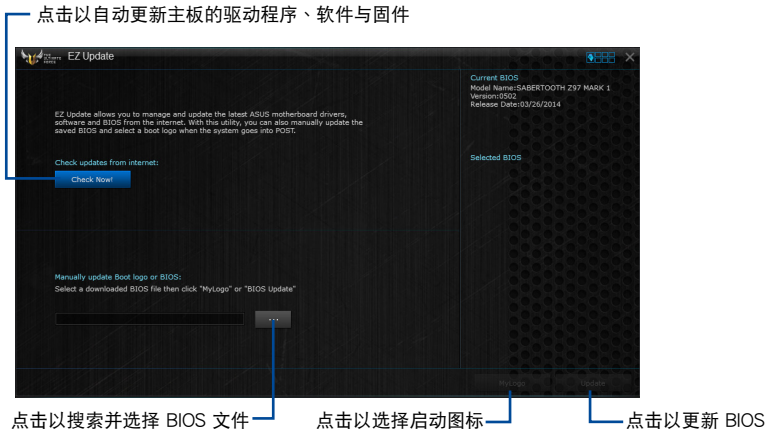 点击以自动更新主板的驱动程序、软件与固件
THE ULTIMATE FORCE
EZ Update
Current BIOS
Model Name:SABERTOOTH Z97 MARK 1
Version:0502
Release Date:03/26/2014
EZ Update allows you to manage and update the latest ASUS motherboard drivers,
software and BIOS from the internet. With this utility, you can also manually update the
saved BIOS and select a boot logo when the system goes into POST.
Check updates from internet:
Selected BIOS
Check Now!
Manually update Boot logo or BIOS:
Select a downloaded BIOS file then click "MyLogo" or "BIOS Update"
...
MyLogo
Update
点击以搜索并选择 BIOS 文件
点击以选择启动图标
点击以更新 BIOS